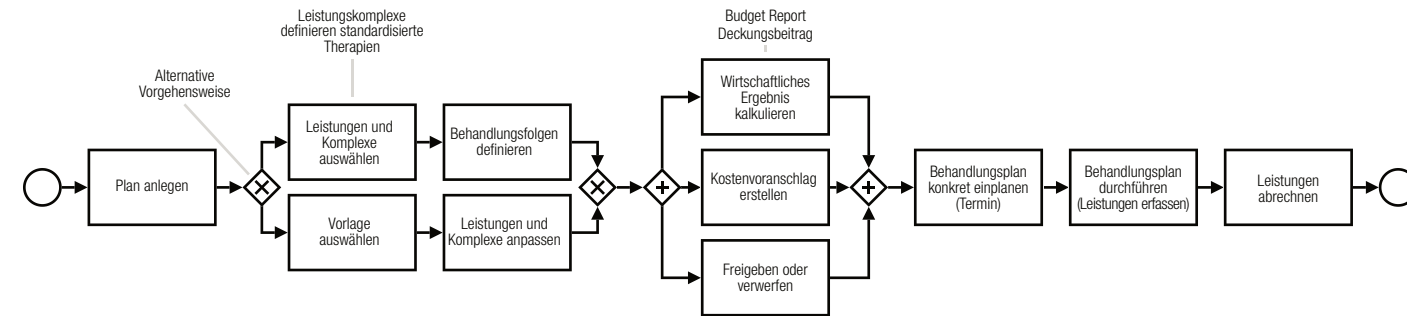 Leistungskomplexe
definieren standardisierte
Therapien
Budget Report
Deckungsbeitrag
Alternative
Vorgehensweise
Plan anlegen
Leistungen und
Komplexe
auswählen
Behandlungsfolgen
definieren
Vorlage
auswählen
Leistungen und
Komplexe anpassen
Wirtschaftliches
Ergebnis
kalkulieren
Kostenvoranschlag
erstellen
Freigeben oder
verwerfen
Behandlungsplan
konkret einplanen
(Termin)
Behandlungsplan
durchführen
(Leistungen erfassen)
Leistungen
abrechnen